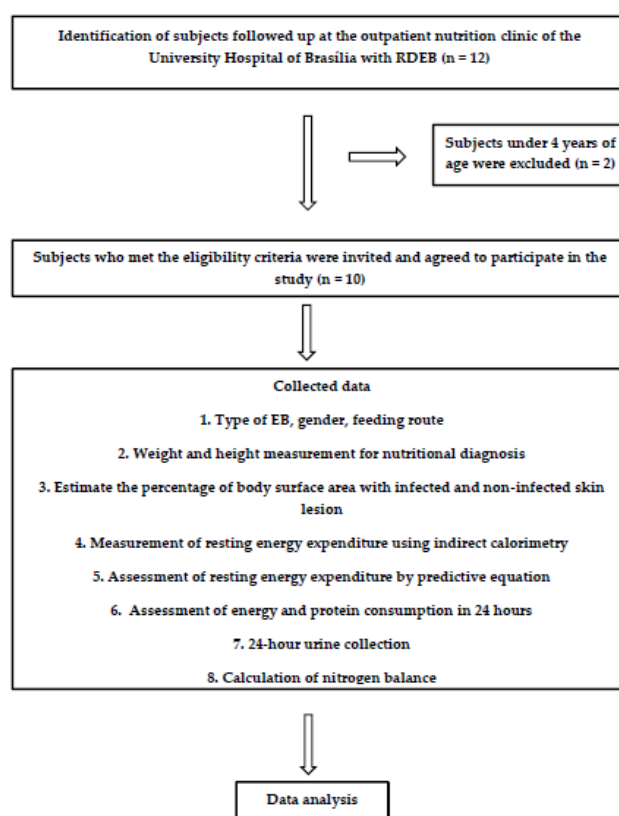 Identification of subjects followed up at the outpatient nutrition clinic of the
University Hospital of Brasília with RDEB (n = 12)
Subjects under 4 years of
age were excluded (n = 2)
Subjects who met the eligibility criteria were invited and agreed to participate in the
study (n = 10)
Collected data
1. Type of EB, gender, feeding route
2. Weight and height measurement for nutritional diagnosis
3. Estimate the percentage of body surface area with infected and non-infected skin
lesion
4. Measurement of resting energy expenditure using indirect calorimetry
5. Assessment of resting energy expenditure by predictive equation
6. Assessment of energy and protein consumption in 24 hours
7. 24-hour urine collection
8. Calculation of nitrogen balance
Data analysis